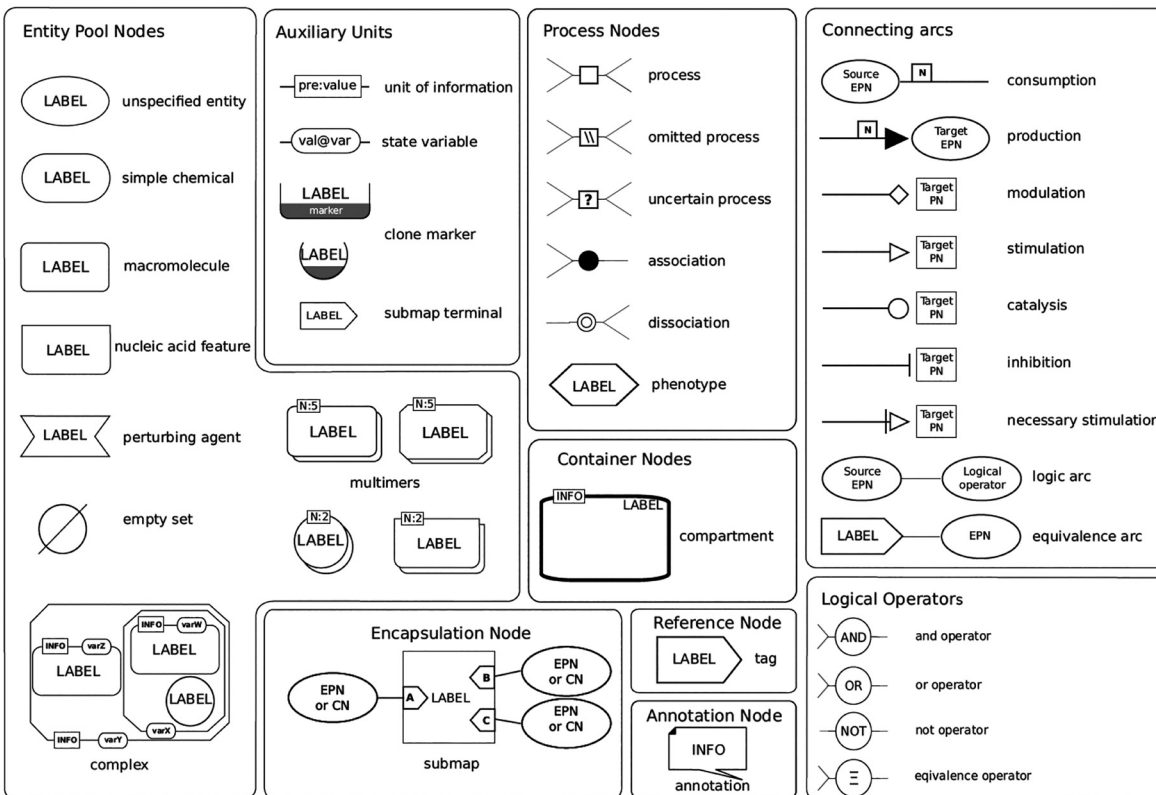 Entity Pool Nodes
LABEL
unspecified entity
LABEL
simple chemical
LABEL
macromolecule
LABEL
nucleic acid feature
LABEL
perturbing agent
empty set
INFO
varZ
LABEL
INFO
varW
LABEL
LABEL
varX
INFO
varY
complex
Auxiliary Units
pre:value
unit of information
val@var
state variable
LABEL
marker
LABEL
clone marker
LABEL
submap terminal
N:5
LABEL
N:5
LABEL
multimers
N:2
LABEL
N:2
LABEL
Process Nodes
process
\\
omitted process
?
uncertain process
association
dissociation
LABEL
phenotype
Container Nodes
INFO
LABEL
compartment
Encapsulation Node
EPN
or CN
A
LABEL
B
EPN
or CN
C
EPN
or CN
submap
Reference Node
LABEL
tag
Annotation Node
INFO
annotation
Connecting arcs
Source
EPN
N
consumption
N
Target
EPN
production
Target
PN
modulation
Target
PN
stimulation
Target
PN
catalysis
Target
PN
inhibition
Target
PN
necessary stimulation
Source
EPN
Logical
operator
logic arc
LABEL
EPN
equivalence arc
Logical Operators
AND
and operator
OR
or operator
NOT
not operator
Ξ
eqivalence operator